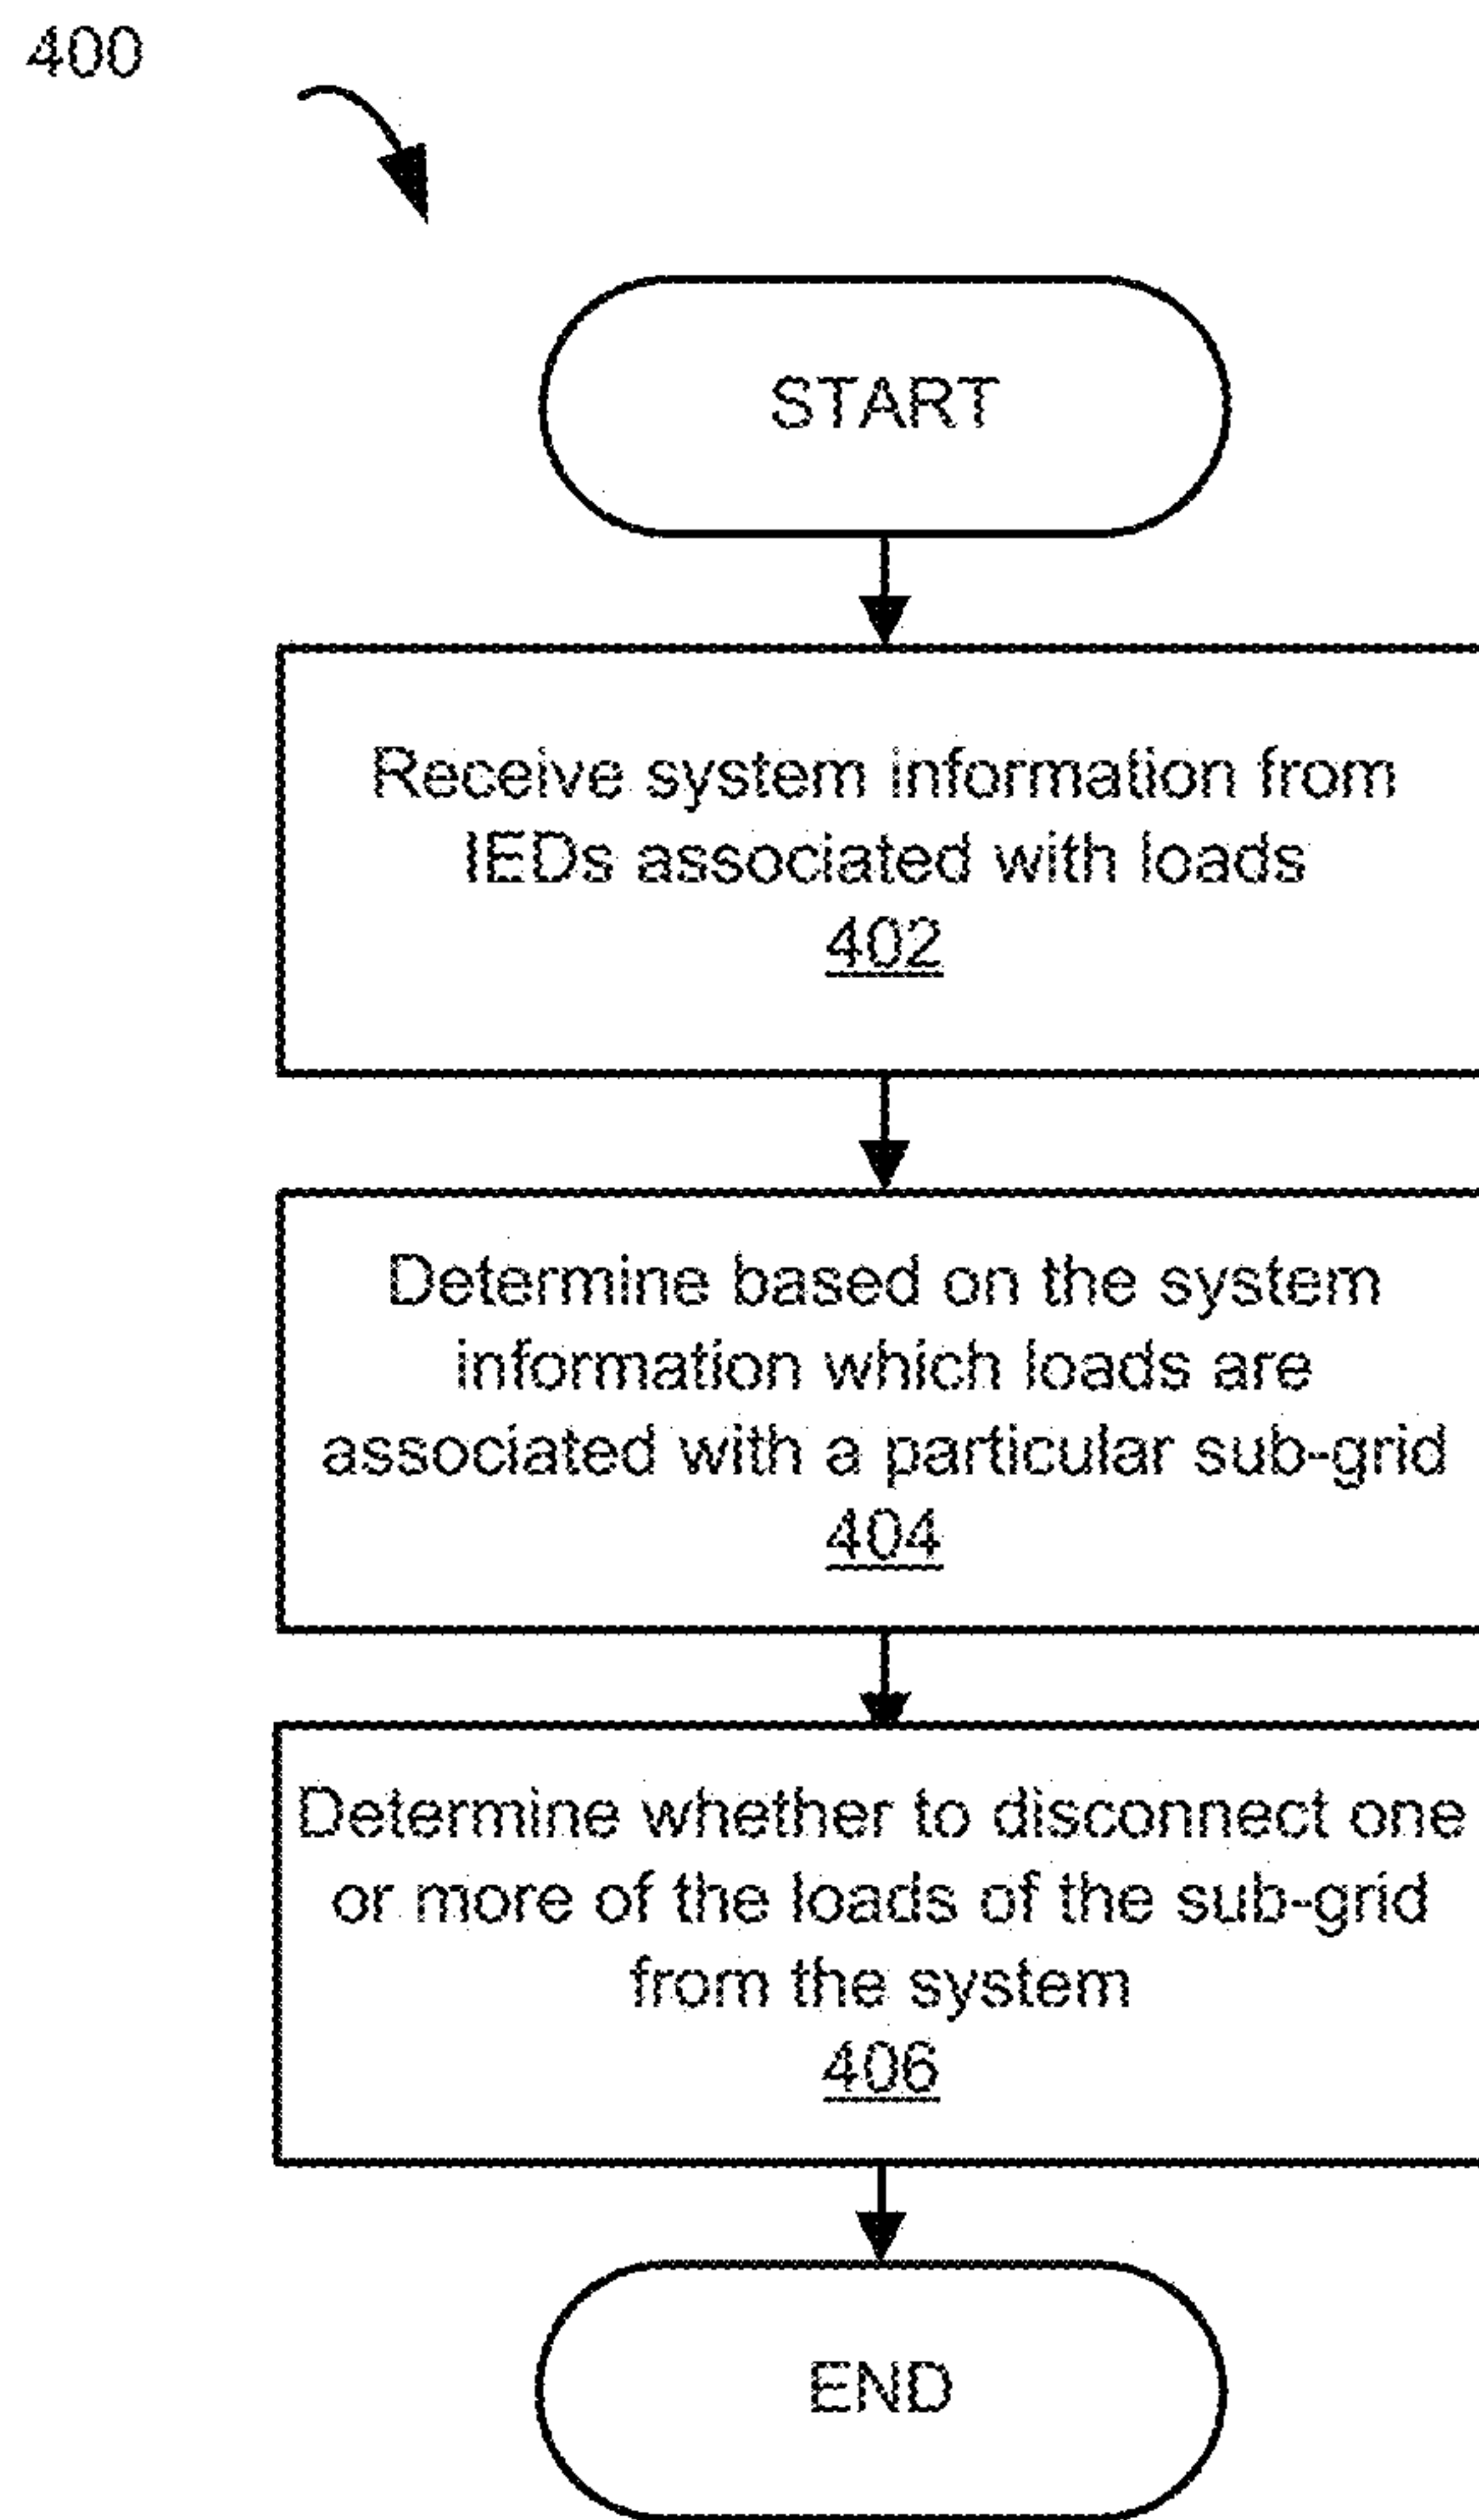 400
START
Receive system information from
IEDs associated with loads
402
Determine based on the system
information which loads are
associated with a particular sub-grid
404
Determine whether to disconnect one
or more of the loads of the sub-grid
from the system
406
END